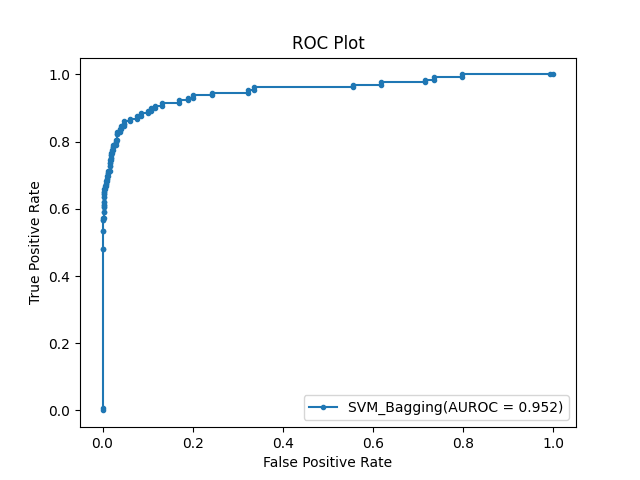 ROC Plot
True Positive Rate
1.0
0.8
0.6
0.4
0.2
0.0
SVM_Bagging(AUROC = 0.952)
0.0 0.2 0.4 0.6 0.8 1.0
False Positive Rate